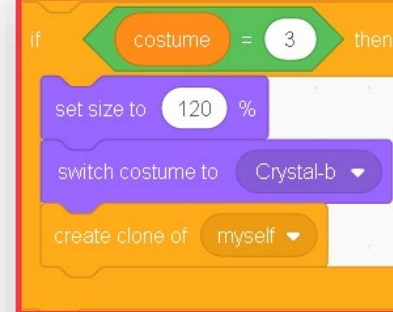 if costume = 3 then
set size to 120 %
switch costume to Crystal-b
create clone of myself